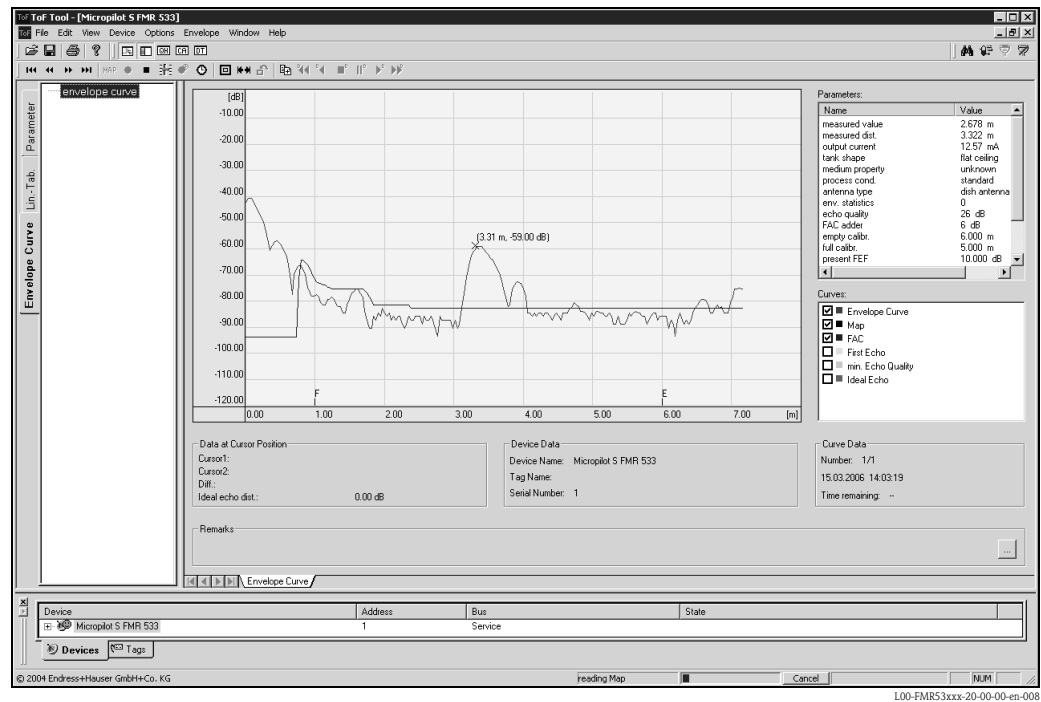 ToF Tool - [Micropilot S FMR 533]
File Edit View Device Options Envelope Window Help
OH CA DT
MAP
Parameter
Lin.-Tab.
Envelope Curve
envelope curve
[dB]
-10.00
-20.00
-30.00
-40.00
-50.00
-60.00
-70.00
-80.00
-90.00
-100.00
-110.00
-120.00
(3.31 m, -59.00 dB)
F
E
0.00 1.00 2.00 3.00 4.00 5.00 6.00 7.00 [m]
Parameters:
Name Value
measured value 2.678 m
measured dist. 3.322 m
output current 12.57 mA
tank shape flat ceiling
medium property unknown
process cond. standard
antenna type dish antenna
env. statistics 0
echo quality 26 dB
FAC adder 6 dB
empty calibr. 6.000 m
full calibr. 5.000 m
present FEF 10.000 dB
Curves:
Envelope Curve
Map
FAC
First Echo
min. Echo Quality
Ideal Echo
Data at Cursor Position
Cursor1:
Cursor2:
Diff.:
Ideal echo dist.: 0.00 dB
Device Data
Device Name: Micropilot S FMR 533
Tag Name:
Serial Number: 1
Curve Data
Number: 1/1
15.03.2006 14:03:19
Time remaining: --
Remarks
...
Envelope Curve
Device Address Bus State
Micropilot S FMR 533 1 Service
Devices Tags
© 2004 Endress+Hauser GmbH+Co. KG reading Map Cancel NUM
L00-FMR53xxx-20-00-00-en-008